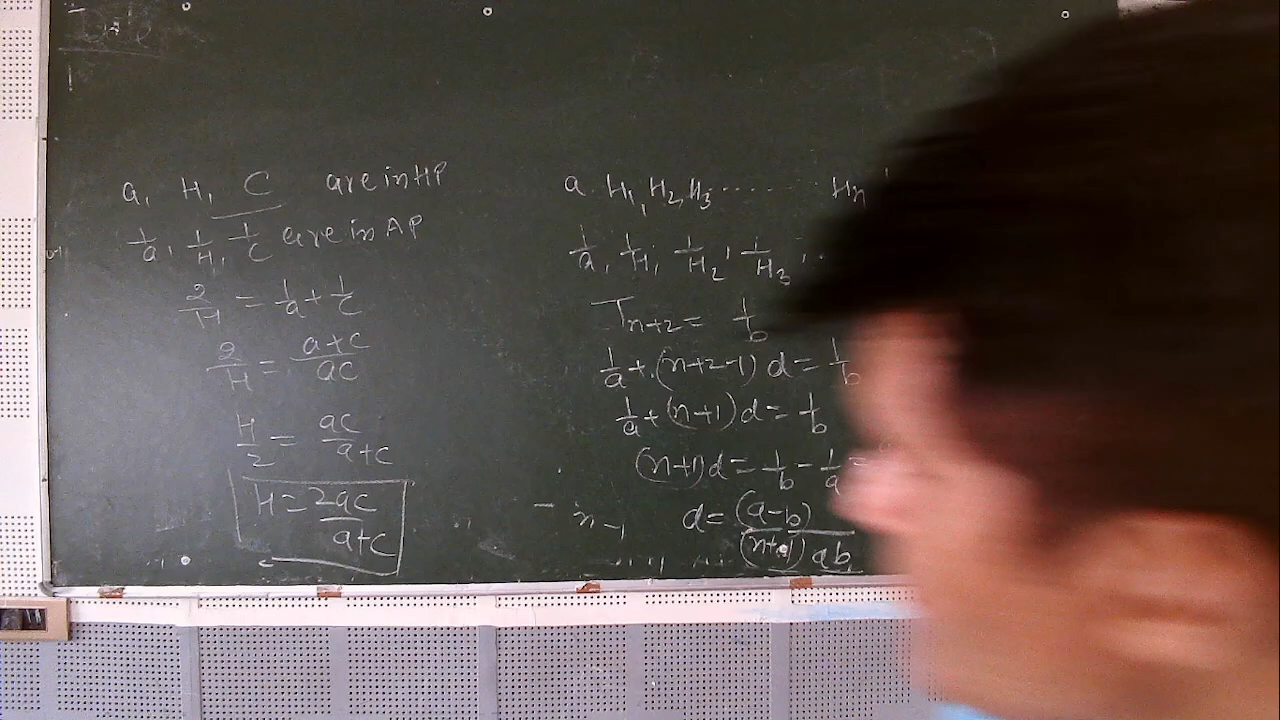 a, H, C are in HP
1/a, 1/H, 1/C are in AP
2/H = 1/a + 1/c
2/H = a+c/ac
H/2 = ac/a+c
H = 2ac/a+c
a. H1, H2, H3 ........ Hn
1/a, 1/H1, 1/H2, 1/H3, ..
Tn+2 = 1/b
1/a + (n+2-1) d = 1/b
1/a + (n+1) d = 1/b
(n+1) d = 1/b - 1/a =
d = (a-b)/(n+1) ab